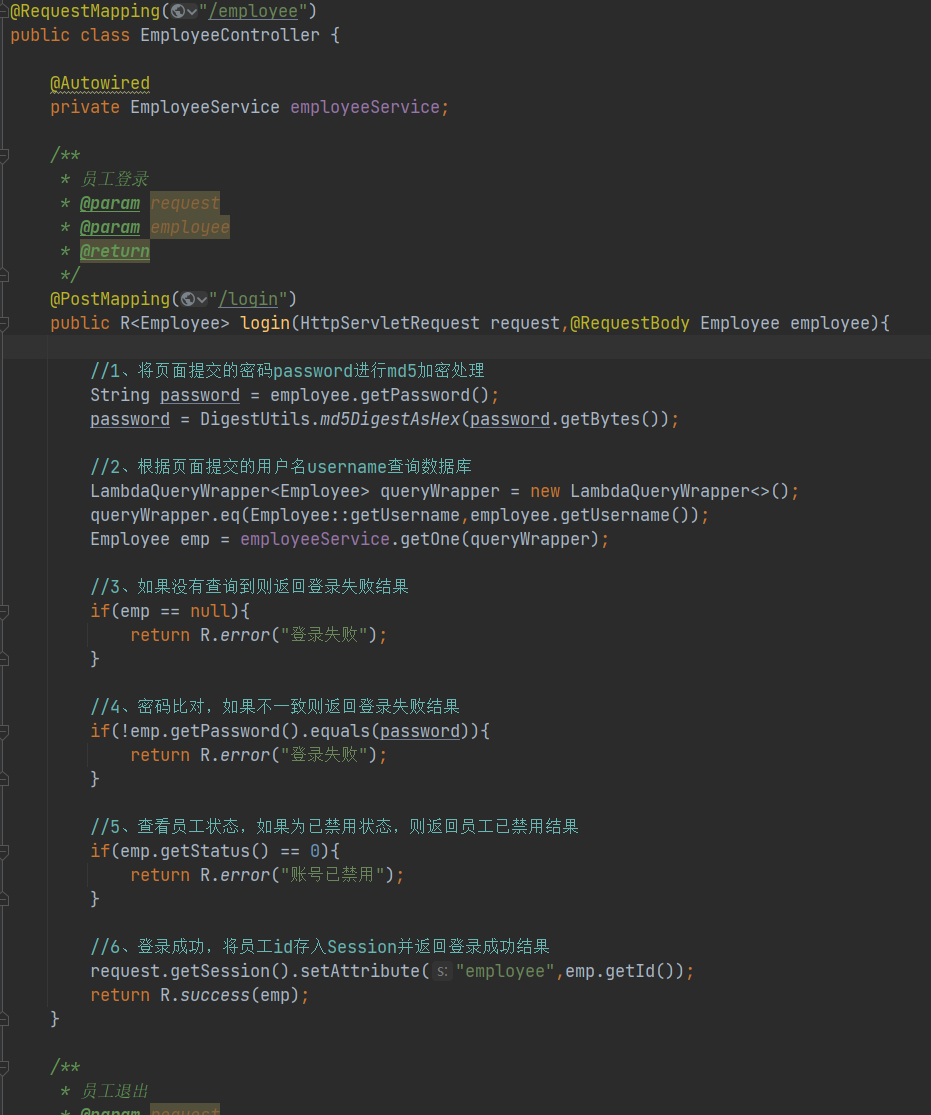 @RequestMapping("/employee")
public class EmployeeController {
@Autowired
private EmployeeService employeeService;
/**
* 员工登录
* @param request
* @param employee
* @return
*/
@PostMapping("/login")
public R<Employee> login(HttpServletRequest request,@RequestBody Employee employee){
//1、将页面提交的密码password进行md5加密处理
String password = employee.getPassword();
password = DigestUtils.md5DigestAsHex(password.getBytes());
//2、根据页面提交的用户名username查询数据库
LambdaQueryWrapper<Employee> queryWrapper = new LambdaQueryWrapper<>();
queryWrapper.eq(Employee::getUsername,employee.getUsername());
Employee emp = employeeService.getOne(queryWrapper);
//3、如果没有查询到则返回登录失败结果
if(emp == null){
return R.error("登录失败");
}
//4、密码比对，如果不一致则返回登录失败结果
if(!emp.getPassword().equals(password)){
return R.error("登录失败");
}
//5、查看员工状态，如果为已禁用状态，则返回员工已禁用结果
if(emp.getStatus() == 0){
return R.error("账号已禁用");
}
//6、登录成功，将员工id存入Session并返回登录成功结果
request.getSession().setAttribute( s: "employee",emp.getId());
return R.success(emp);
}
/**
* 员工退出
* @param request